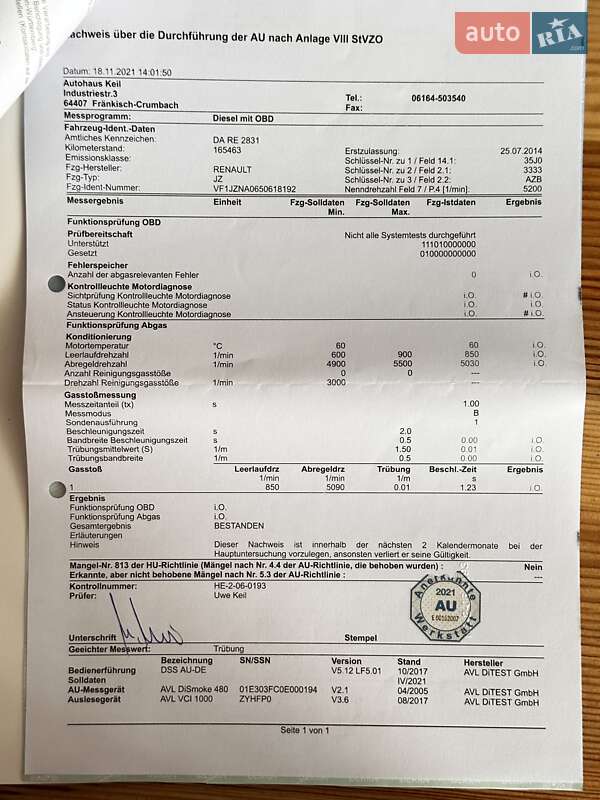 auto RIA.com
Nachweis über die Durchführung der AU nach Anlage VIII StVZO
Datum: 18.11.2021 14:01:50
Autohaus Keil
Industriestr.3
64407 Fränkisch-Crumbach
Tel.: 06164-503540
Fax:
Messprogramm: Diesel mit OBD
Fahrzeug-Ident.-Daten
Amtliches Kennzeichen: DA RE 2831
Kilometerstand: 165463 Erstzulassung: 25.07.2014
Emissionsklasse: Schlüssel-Nr. zu 1 / Feld 14.1: 35J0
Fzg-Hersteller: RENAULT Schlüssel-Nr. zu 2 / Feld 2.1: 3333
Fzg-Typ: JZ Schlüssel-Nr. zu 3 / Feld 2.2: AZB
Fzg-Ident-Nummer: VF1JZNA0650618192 Nenndrehzahl Feld 7 / P.4 [1/min]: 5200
Messergebnis Einheit Fzg-Solldaten Min. Fzg-Solldaten Max. Fzg-Istdaten Ergebnis
Funktionsprüfung OBD
Prüfbereitschaft Nicht alle Systemtests durchgeführt
Unterstützt 111010000000
Gesetzt 010000000000
Fehlerspeicher
Anzahl der abgasrelevanten Fehler 0 i.O.
Kontrollleuchte Motordiagnose
Sichtprüfung Kontrollleuchte Motordiagnose i.O. # i.O.
Status Kontrollleuchte Motordiagnose i.O. i.O.
Ansteuerung Kontrollleuchte Motordiagnose i.O. # i.O.
Funktionsprüfung Abgas
Konditionierung
Motortemperatur °C 60 60 i.O.
Leerlaufdrehzahl 1/min 600 900 850 i.O.
Abregeldrehzahl 1/min 4900 5500 5030 i.O.
Anzahl Reinigungsgasstöße 0 0 ---
Drehzahl Reinigungsgasstöße 1/min 3000 ---
Gasstoßmessung
Messzeitanteil (tx) s 1.00
Messmodus B
Sondenausführung 1
Beschleunigungszeit s 2.0
Bandbreite Beschleunigungszeit s 0.5 0.00 i.O.
Trübungsmittelwert (S) 1/m 1.50 0.01 i.O.
Trübungsbandbreite 1/m 0.5 0.00 i.O.
Gasstoß Leerlaufdrz Abregeldrz Trübung Beschl.-Zeit Ergebnis
1/min 1/min 1/m s
1 850 5090 0.01 1.23 i.O.
Ergebnis
Funktionsprüfung OBD i.O.
Funktionsprüfung Abgas i.O.
Gesamtergebnis BESTANDEN
Erläuterungen
Hinweis Dieser Nachweis ist innerhalb der nächsten 2 Kalendermonate bei der
Hauptuntersuchung vorzulegen, ansonsten verliert er seine Gültigkeit.
Mangel-Nr. 813 der HU-Richtlinie (Mängel nach Nr. 4.4 der AU-Richtlinie, die behoben wurden) : Nein
Erkannte, aber nicht behobene Mängel nach Nr. 5.3 der AU-Richtlinie : ---
Kontrollnummer: HE-2-06-0193
Prüfer: Uwe Keil
Anerkannte
2021
AU
Werkstatt
Unterschrift Stempel
Geeichter Messwert: Trübung
Bezeichnung SN/SSN Version Stand Hersteller
Bedienerführung DSS AU-DE V5.12 LF5.01 10/2017 AVL DiTEST GmbH
Solldaten IV/2021
AU-Messgerät AVL DiSmoke 480 01E303FC0E000194 V2.1 04/2005 AVL DiTEST GmbH
Auslesegerät AVL VCI 1000 ZYHFP0 V3.6 08/2017 AVL DiTEST GmbH
Seite 1 von 1